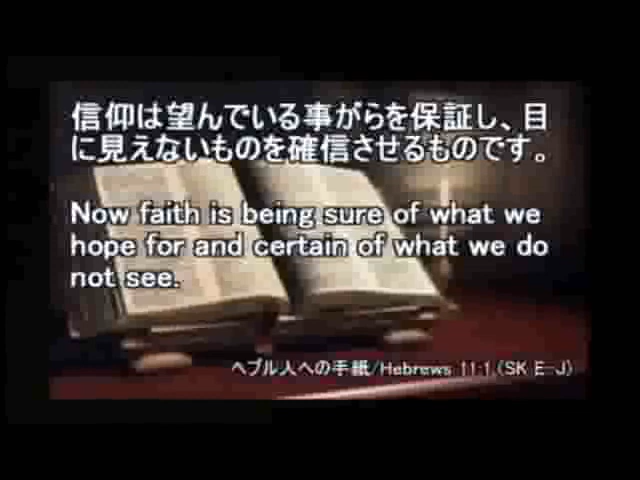 信仰は望んでいる事がらを保証し、目
に見えないものを確信させるものです。
Now faith is being sure of what we
hope for and certain of what we do
not see.
ヘブル人への手紙/Hebrews 11:1 (SK E-J)